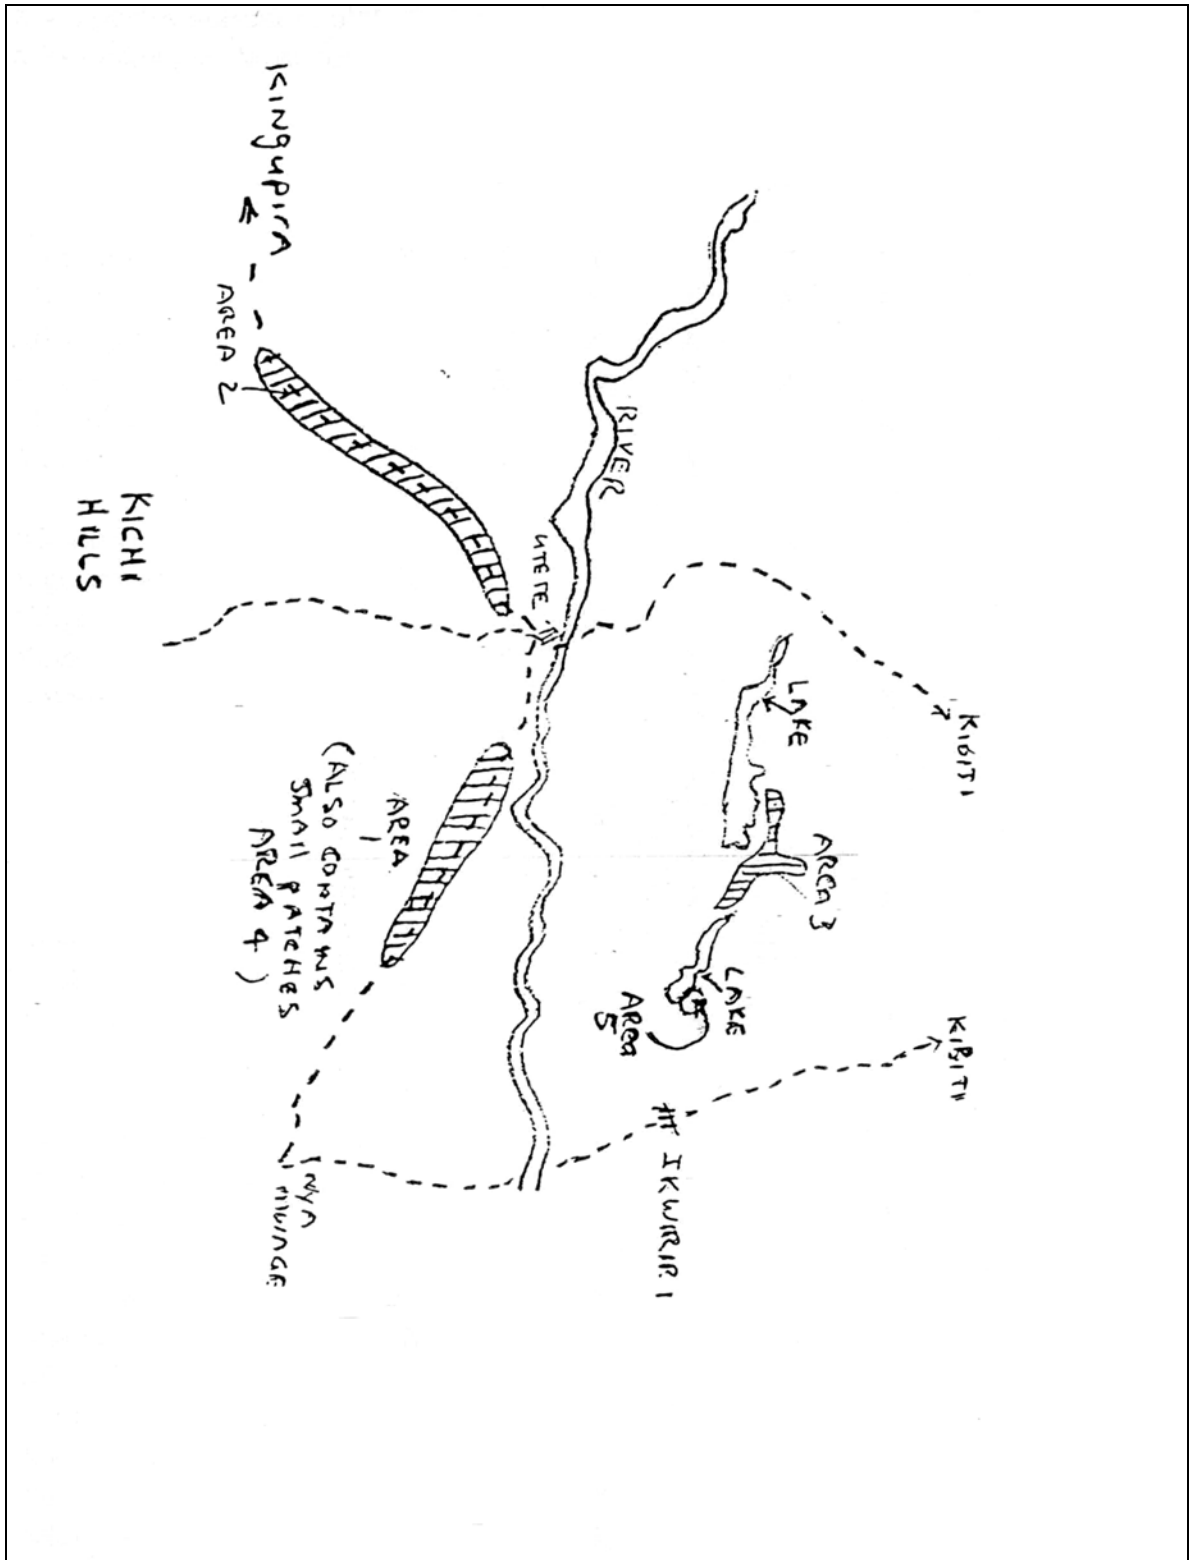 KIBITI
KIBITI
AREA 3
LAKE
LAKE
IKWIRIRI
AREA
5
RIVER
UTETE
AREA
1
(ALSO CONTAINS
SMALL PATCHES
AREA 4)
KINgUPIRA
NYA
MWAGE
AREA 2
KICHI
HILLS